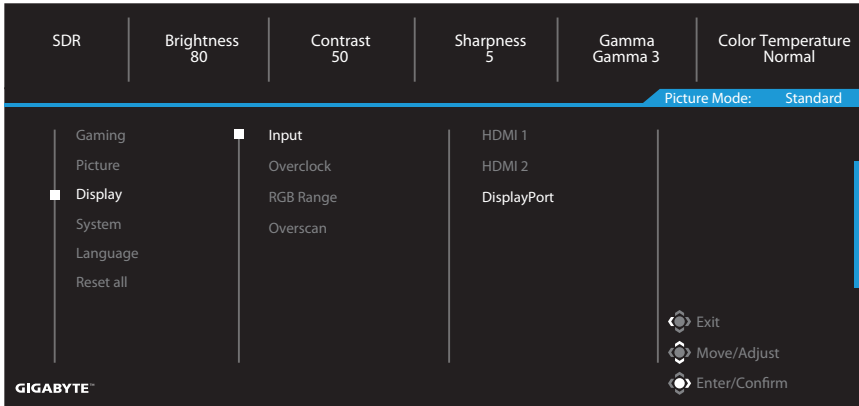 SDR
Brightness
80
Contrast
50
Sharpness
5
Gamma
Gamma 3
Color Temperature
Normal
Picture Mode: Standard
Gaming
Picture
Display
System
Language
Reset all
Input
Overclock
RGB Range
Overscan
HDMI 1
HDMI 2
DisplayPort
Exit
Move/Adjust
Enter/Confirm
GIGABYTE™